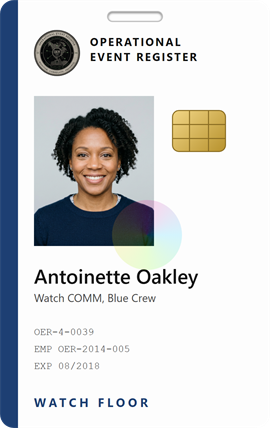 OPERATIONAL
EVENT REGISTER
Antoinette Oakley
Watch COMM, Blue Crew
OER-4-0039
EMP OER-2014-005
EXP 08/2018
WATCH FLOOR